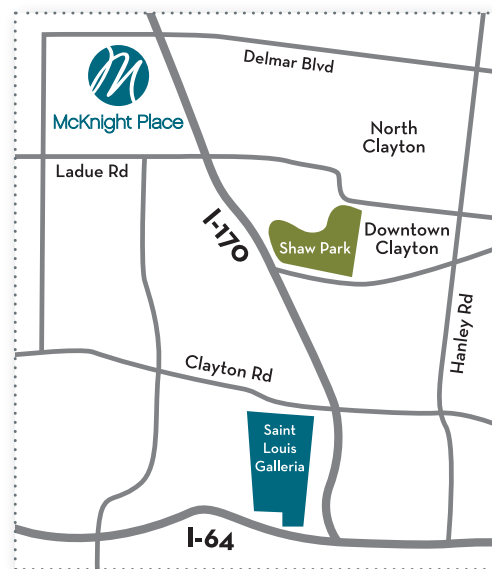 Delmar Blvd
M
McKnight Place
North
Clayton
Ladue Rd
I-170
Shaw Park
Downtown
Clayton
Hanley Rd
Clayton Rd
Saint
Louis
Galleria
I-64